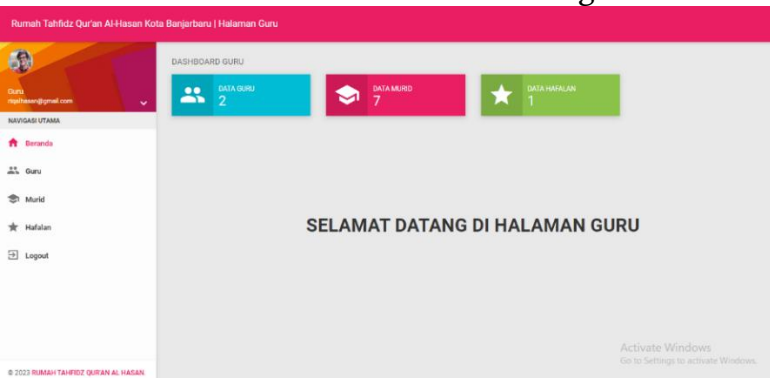 Rumah Tahfidz Qur'an Al-Hasan Kota Banjarbaru | Halaman Guru
Guru
NAVIGASI UTAMA
Beranda
Guru
Murid
Hafalan
Logout
© 2023 RUMAH TAHFIDZ QUR'AN AL HASAN
DASHBOARD GURU
DATA GURU
2
DATA MURID
7
DATA HAFALAN
1
SELAMAT DATANG DI HALAMAN GURU
Activate Windows
Go to Settings to activate Windows.